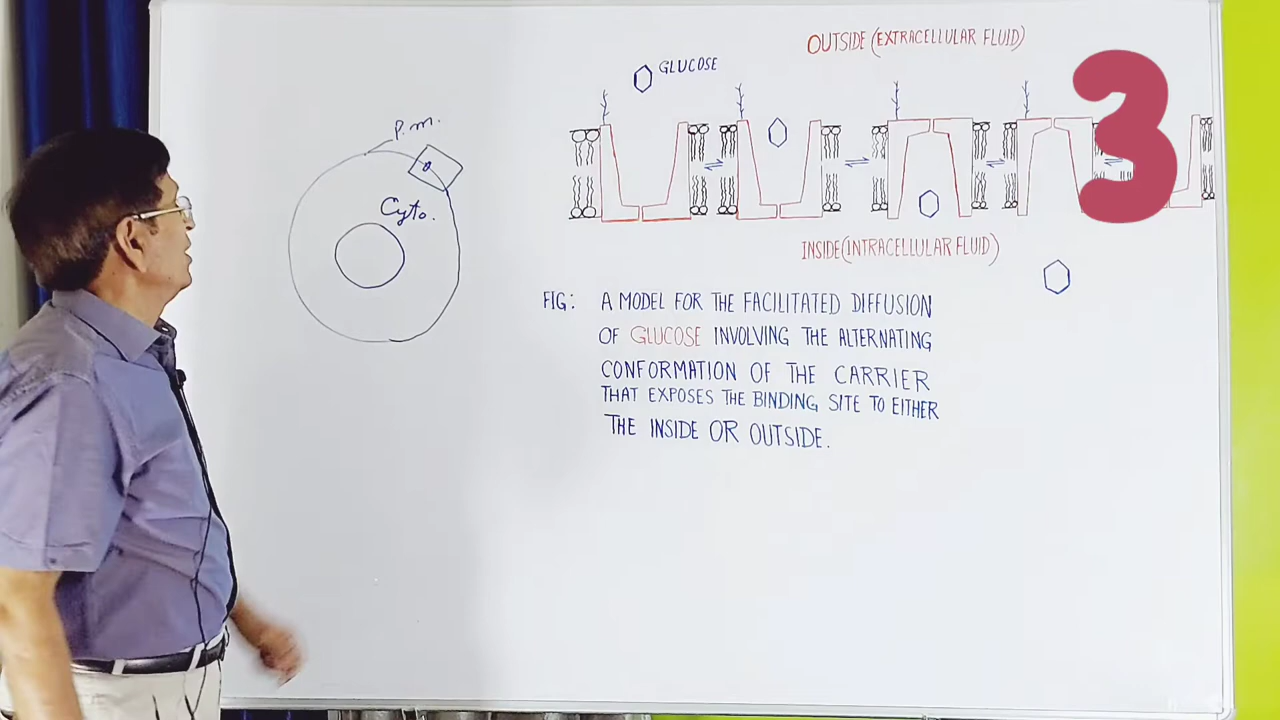 OUTSIDE (EXTRACELLULAR FLUID)
GLUCOSE
3
P.m.
Cyto.
INSIDE (INTRACELLULAR FLUID)
FIG: A MODEL FOR THE FACILITATED DIFFUSION
OF GLUCOSE INVOLVING THE ALTERNATING
CONFORMATION OF THE CARRIER
THAT EXPOSES THE BINDING SITE TO EITHER
THE INSIDE OR OUTSIDE.